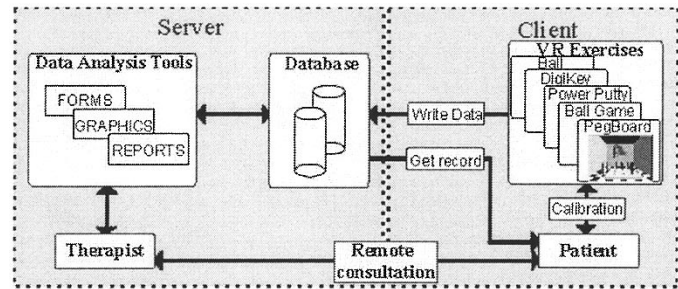 Server
Client
Data Analysis Tools
FORMS
GRAPHICS
REPORTS
Database
Write Data
Get record
VR Exercises
Ball
DigiKey
Power Putty
Ball Game
PegBoard
Calibration
Therapist
Remote
consultation
Patient